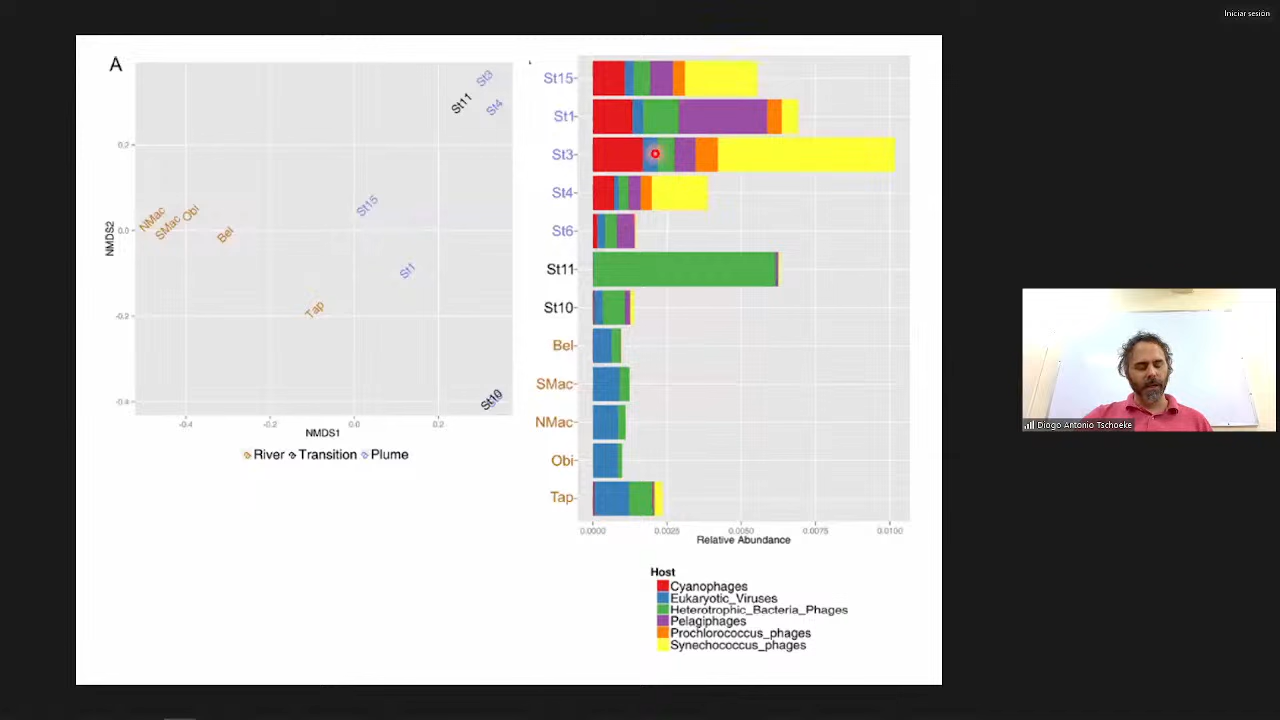 Iniciar sesión
A
St3
St11
St4
0.2
St15
NMac
Obi
SMac
Bel
0.0
NMDS2
St1
Tap
-0.2
-0.4
St10
-0.4
-0.2
0.0
0.2
NMDS1
River Transition Plume
St15
St1
St3
St4
St6
St11
St10
Bel
SMac
NMac
Obi
Tap
0.0000 0.0025 0.0050 0.0075 0.0100
Relative Abundance
Host
Cyanophages
Eukaryotic_Viruses
Heterotrophic_Bacteria_Phages
Pelagiphages
Prochlorococcus_phages
Synechococcus_phages
Diogo Antonio Tschoeke